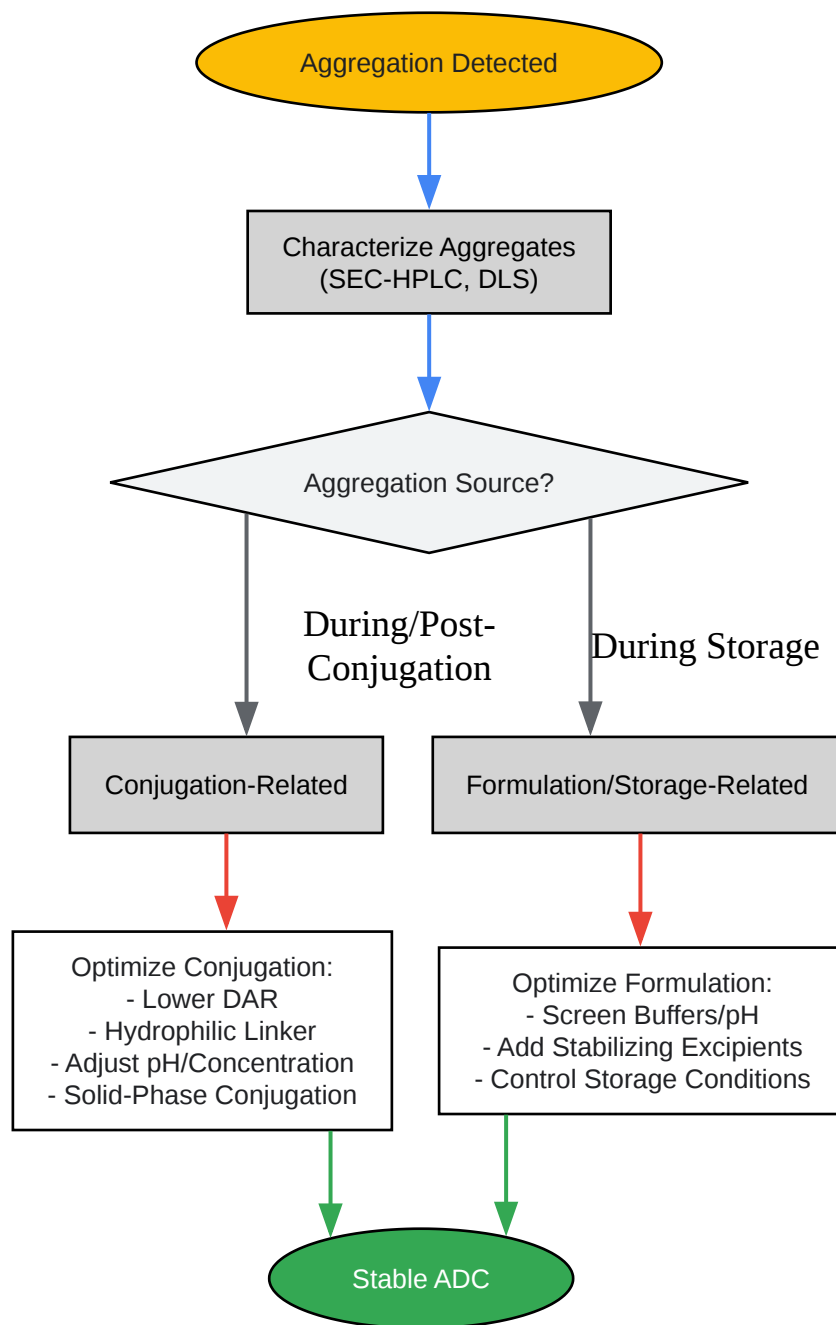 Aggregation Detected
Characterize Aggregates
(SEC-HPLC, DLS)
Aggregation Source?
During/Post-
Conjugation
During Storage
Conjugation-Related
Formulation/Storage-Related
Optimize Conjugation:
- Lower DAR
- Hydrophilic Linker
- Adjust pH/Concentration
- Solid-Phase Conjugation
Optimize Formulation:
- Screen Buffers/pH
- Add Stabilizing Excipients
- Control Storage Conditions
Stable ADC